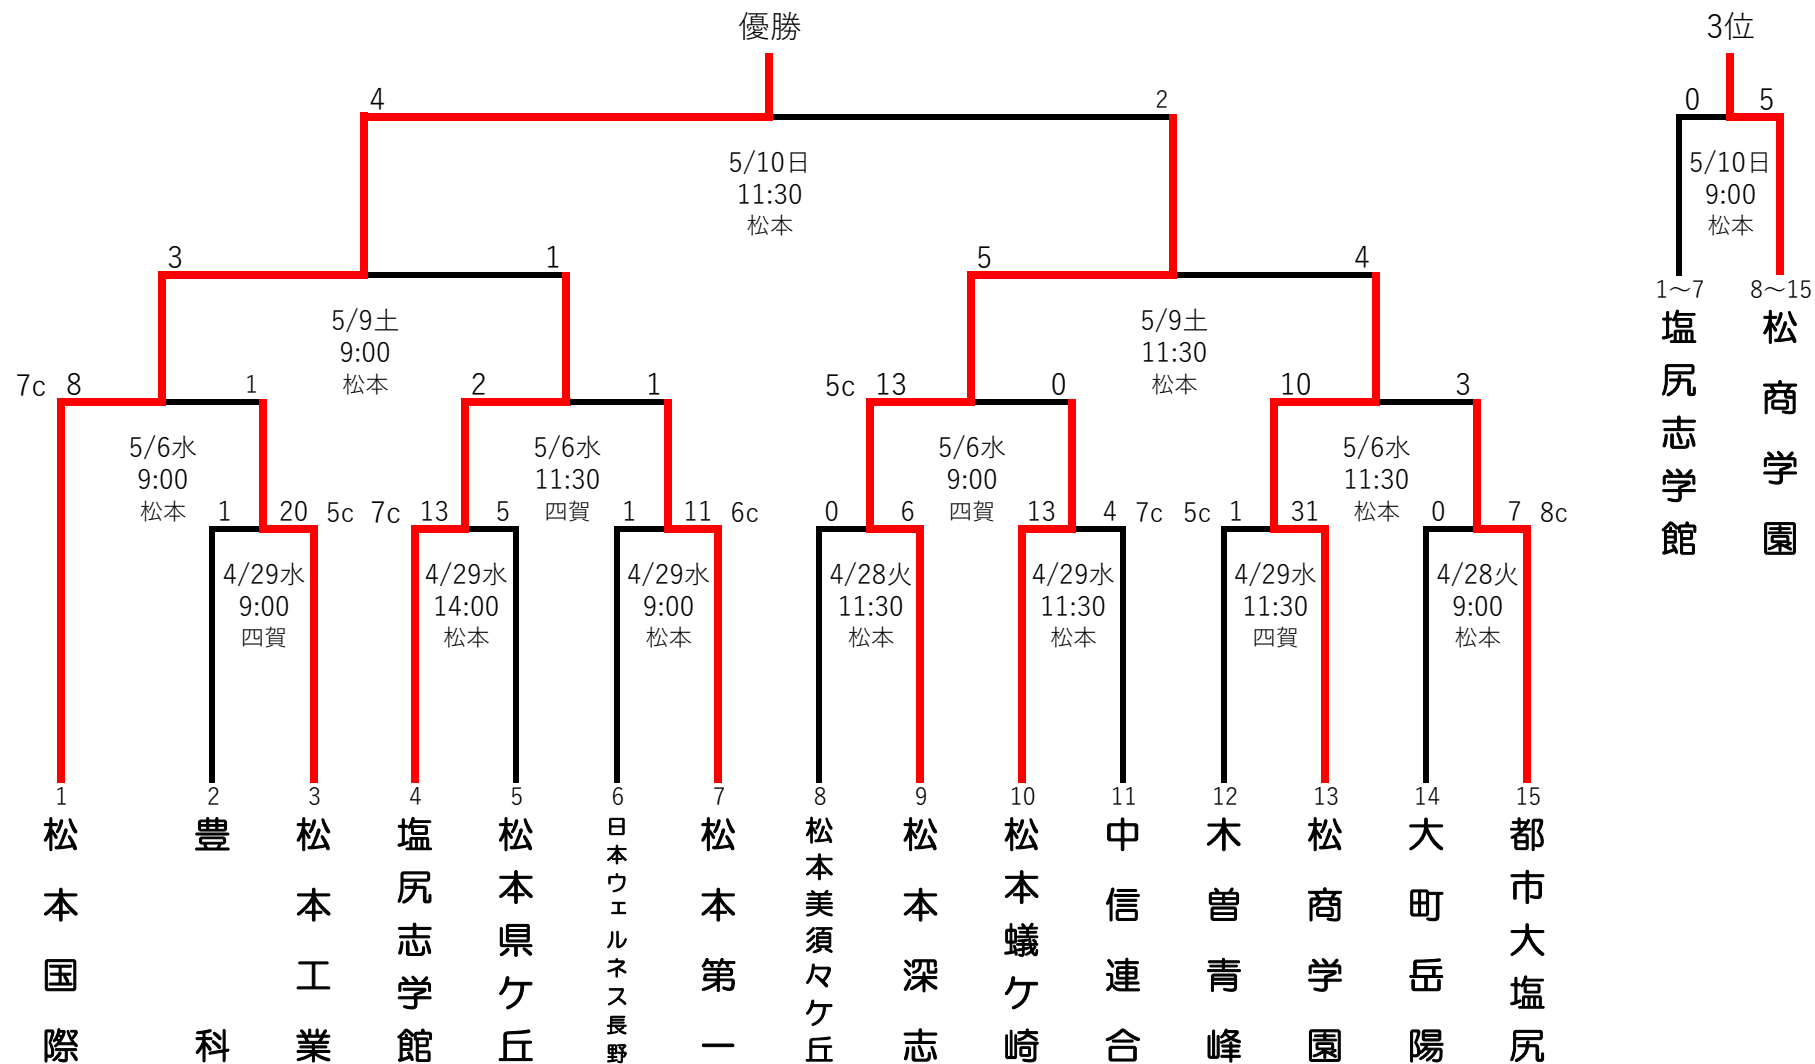 優勝
3位
4
2
0
5
5/10日
11:30
松本
5/10日
9:00
松本
3
1
5
4
1～7
8～15
塩尻志学館
松商学園
5/9土
9:00
松本
5/9土
11:30
松本
7c
8
1
2
1
5c
13
0
10
3
5/6水
9:00
松本
5/6水
11:30
四賀
5/6水
9:00
四賀
5/6水
11:30
松本
1
20
5c
7c
13
5
1
11
6c
0
6
13
4
7c
5c
1
31
0
7
8c
4/29水
9:00
四賀
4/29水
14:00
松本
4/29水
9:00
松本
4/28火
11:30
松本
4/29水
11:30
松本
4/29水
11:30
四賀
4/28火
9:00
松本
1
2
3
4
5
6
7
8
9
10
11
12
13
14
15
松本国際
豊科
松本工業
塩尻志学館
松本県ケ丘
日本ウェルネス長野
松本第一
松本美須々ケ丘
松本深志
松本蟻ケ崎
中信連合
木曽青峰
松商学園
大町岳陽
都市大塩尻